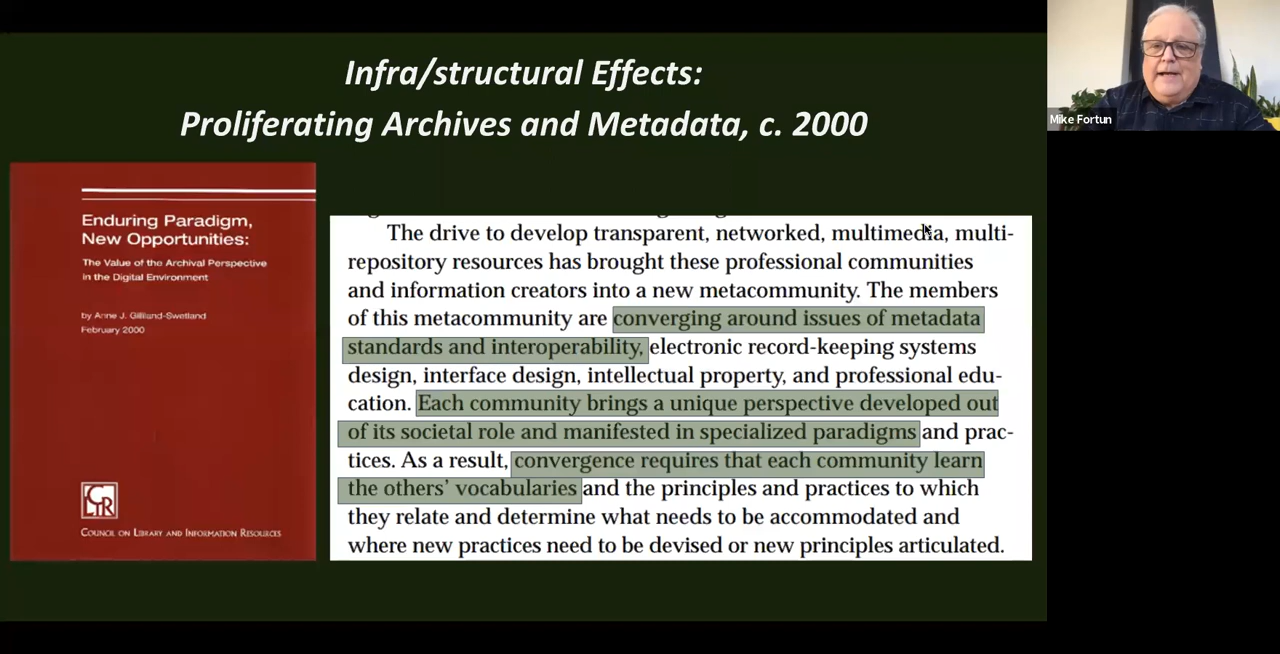 Infra/structural Effects:
Proliferating Archives and Metadata, c. 2000
Mike Fortun
Enduring Paradigm,
New Opportunities:
The Value of the Archival Perspective
in the Digital Environment
by Anne J. Gilliland-Swetland
February 2000
CLIR
COUNCIL ON LIBRARY AND INFORMATION RESOURCES
The drive to develop transparent, networked, multimedia, multi-
repository resources has brought these professional communities
and information creators into a new metacommunity. The members
of this metacommunity are converging around issues of metadata
standards and interoperability, electronic record-keeping systems
design, interface design, intellectual property, and professional edu-
cation. Each community brings a unique perspective developed out
of its societal role and manifested in specialized paradigms and prac-
tices. As a result, convergence requires that each community learn
the others' vocabularies and the principles and practices to which
they relate and determine what needs to be accommodated and
where new practices need to be devised or new principles articulated.